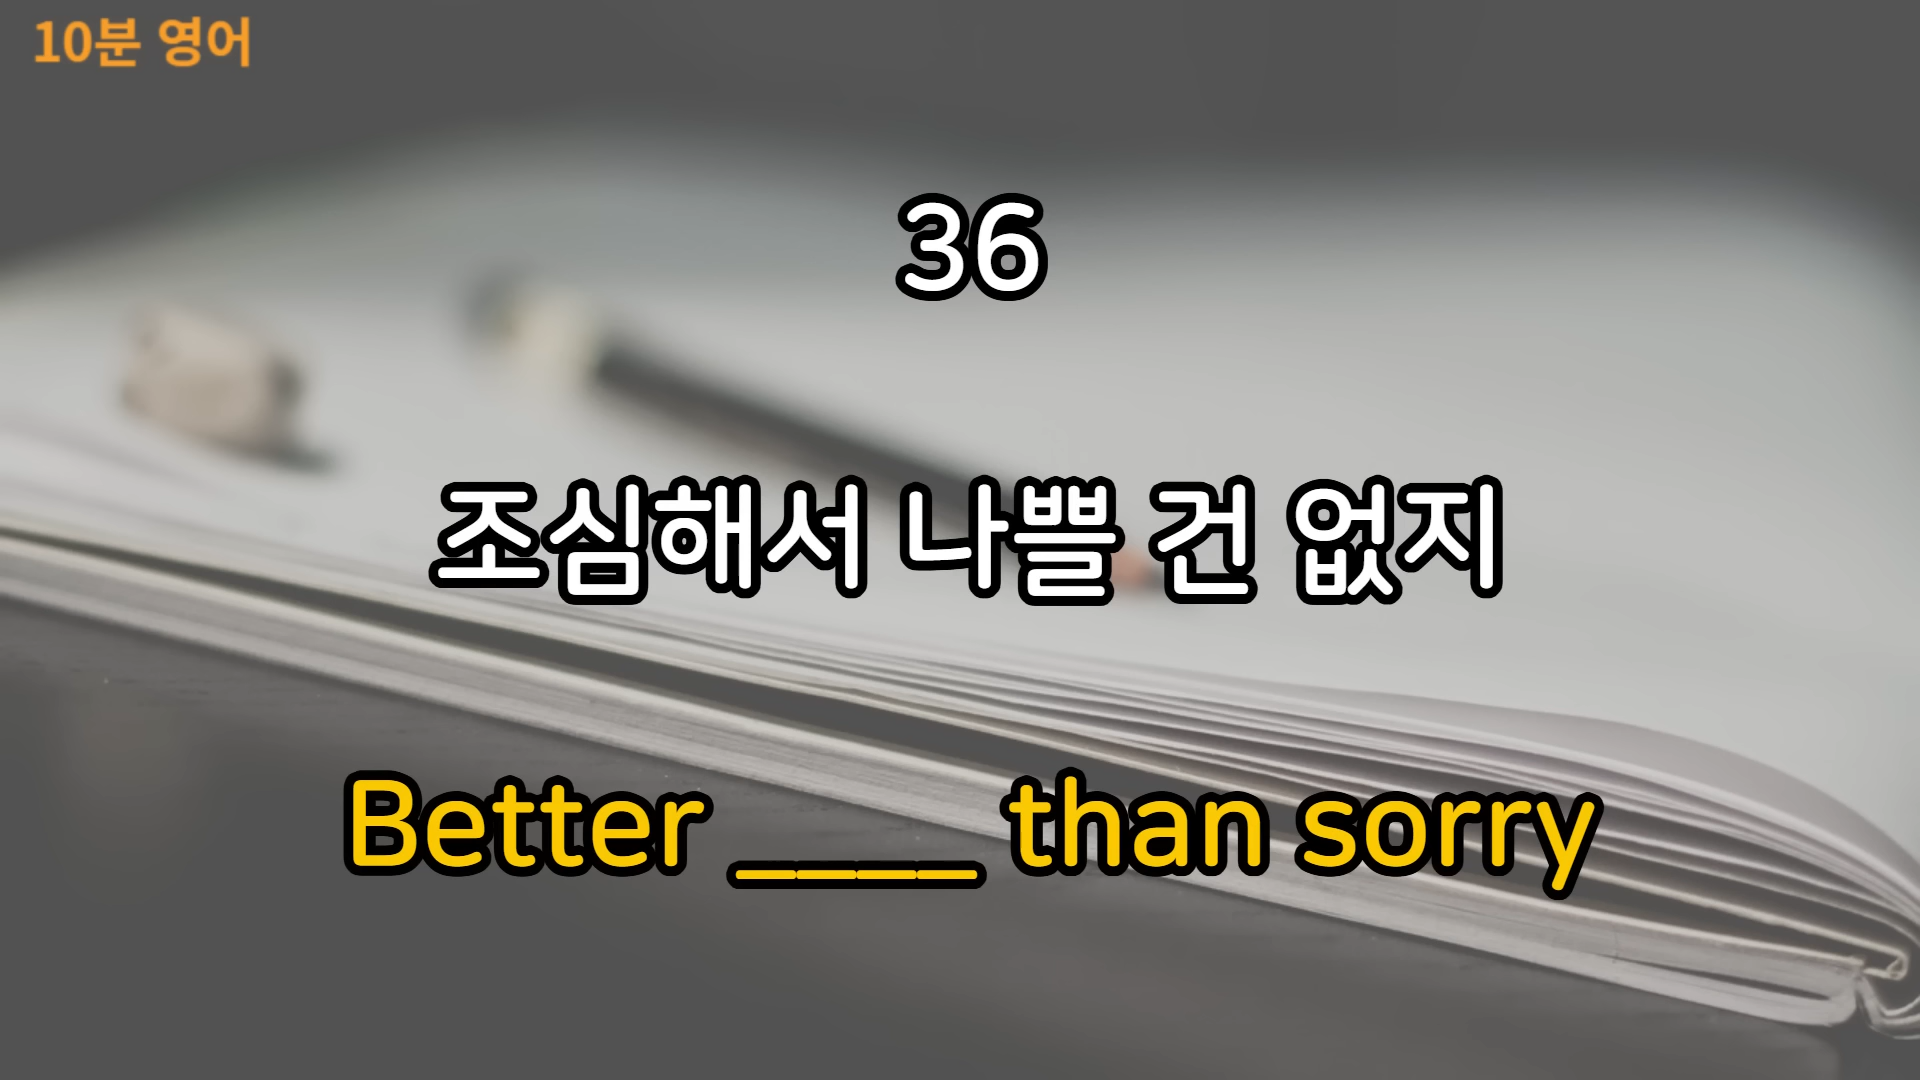 10분 영어
36
조심해서 나쁠 건 없지
Better ____ than sorry